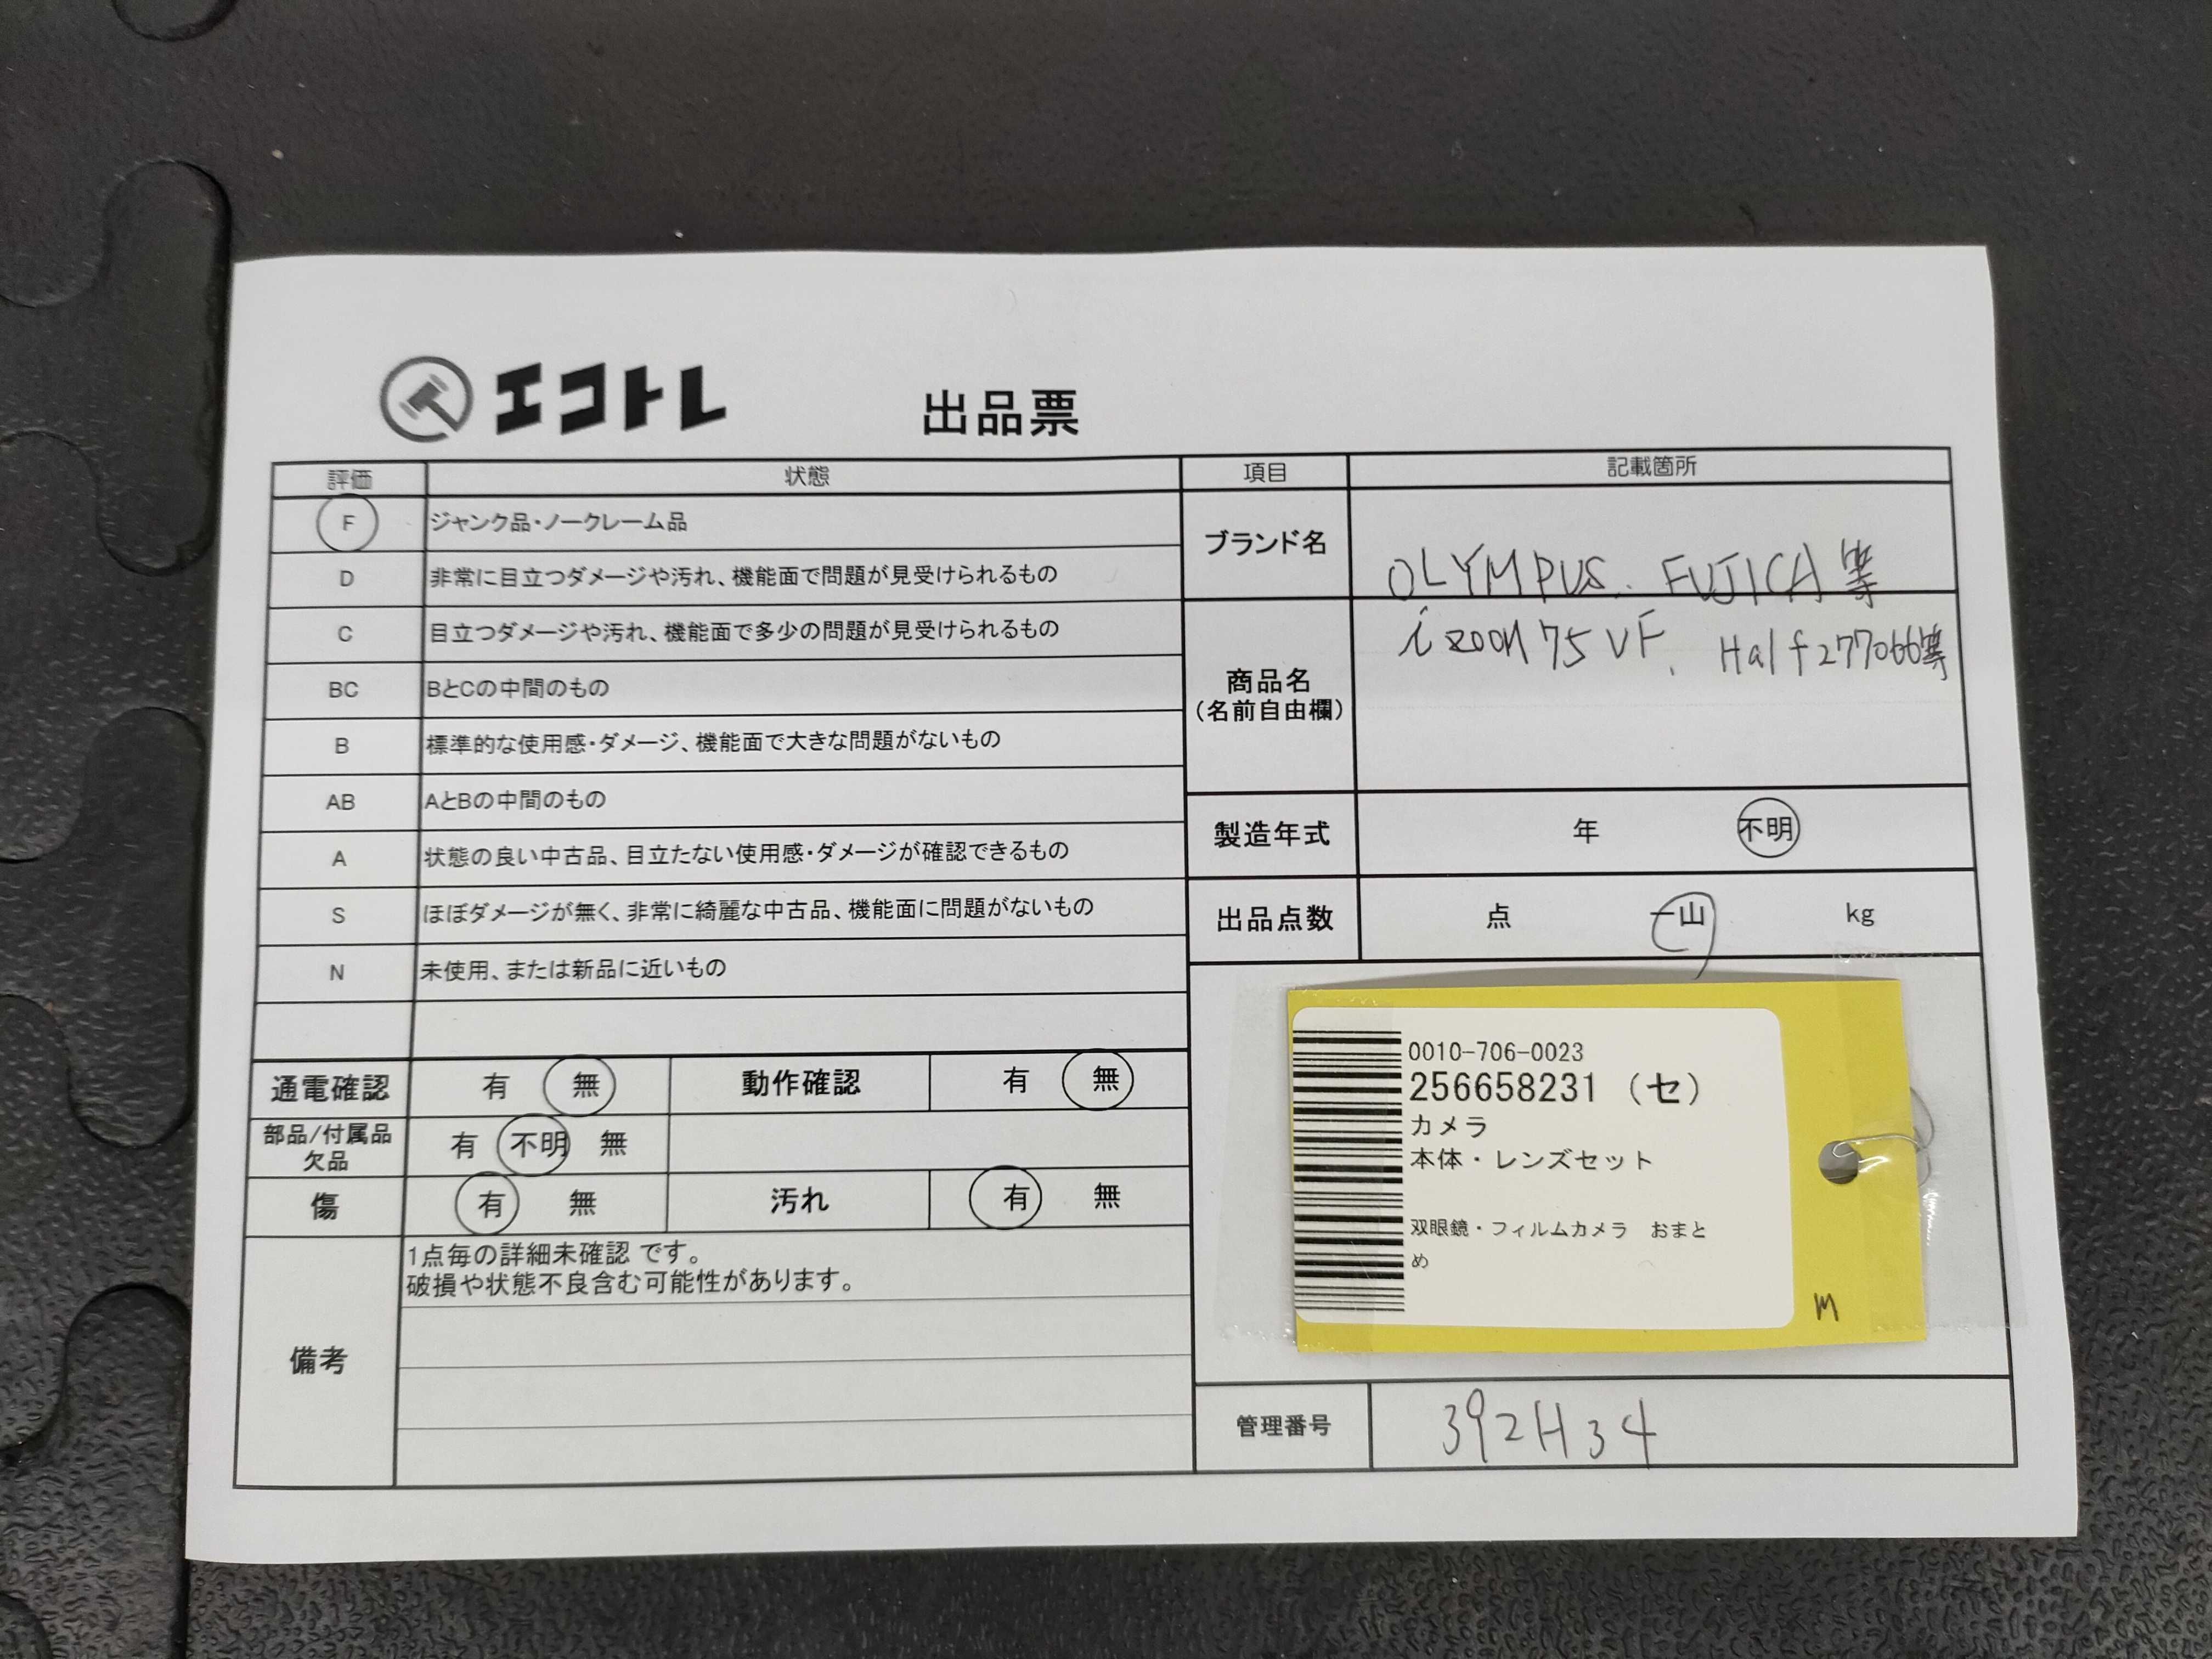 エコトレ 出品票
評価 状態
F ジャンク品・ノークレーム品
D 非常に目立つダメージや汚れ、機能面で問題が見受けられるもの
C 目立つダメージや汚れ、機能面で多少の問題が見受けられるもの
BC BとCの中間のもの
B 標準的な使用感・ダメージ、機能面で大きな問題がないもの
AB AとBの中間のもの
A 状態の良い中古品、目立たない使用感・ダメージが確認できるもの
S ほぼダメージが無く、非常に綺麗な中古品、機能面に問題がないもの
N 未使用、または新品に近いもの
通電確認 有 無 動作確認 有 無
部品/付属品
欠品 有 不明 無
傷 有 無 汚れ 有 無
備考
1点毎の詳細未確認 です。
破損や状態不良含む可能性があります。
項目 記載箇所
ブランド名 OLYMPUS. FUJICA等
商品名
(名前自由欄)
i zoom 75 VF. Half 277066等
製造年式 年 不明
出品点数 点 一山 kg
0010-706-0023
256658231 (セ)
カメラ
本体・レンズセット
双眼鏡・フィルムカメラ おまと
め
m
管理番号 392H34